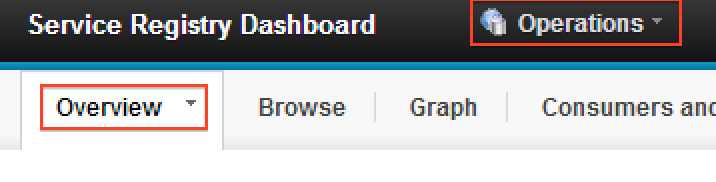 Service Registry Dashboard Operations
Overview Browse Graph Consumers and